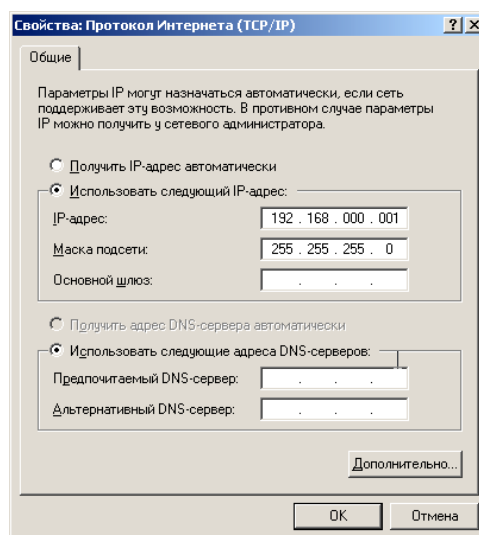 Свойства: Протокол Интернета (TCP/IP)
Общие
Параметры IP могут назначаться автоматически, если сеть
поддерживает эту возможность. В противном случае параметры
IP можно получить у сетевого администратора.
Получить IP-адрес автоматически
Использовать следующий IP-адрес:
IP-адрес: 192 . 168 . 000 . 001
Маска подсети: 255 . 255 . 255 . 0
Основной шлюз: . . .
Получить адрес DNS-сервера автоматически
Использовать следующие адреса DNS-серверов:
Предпочитаемый DNS-сервер: . . .
Альтернативный DNS-сервер: . . .
Дополнительно...
OK Отмена